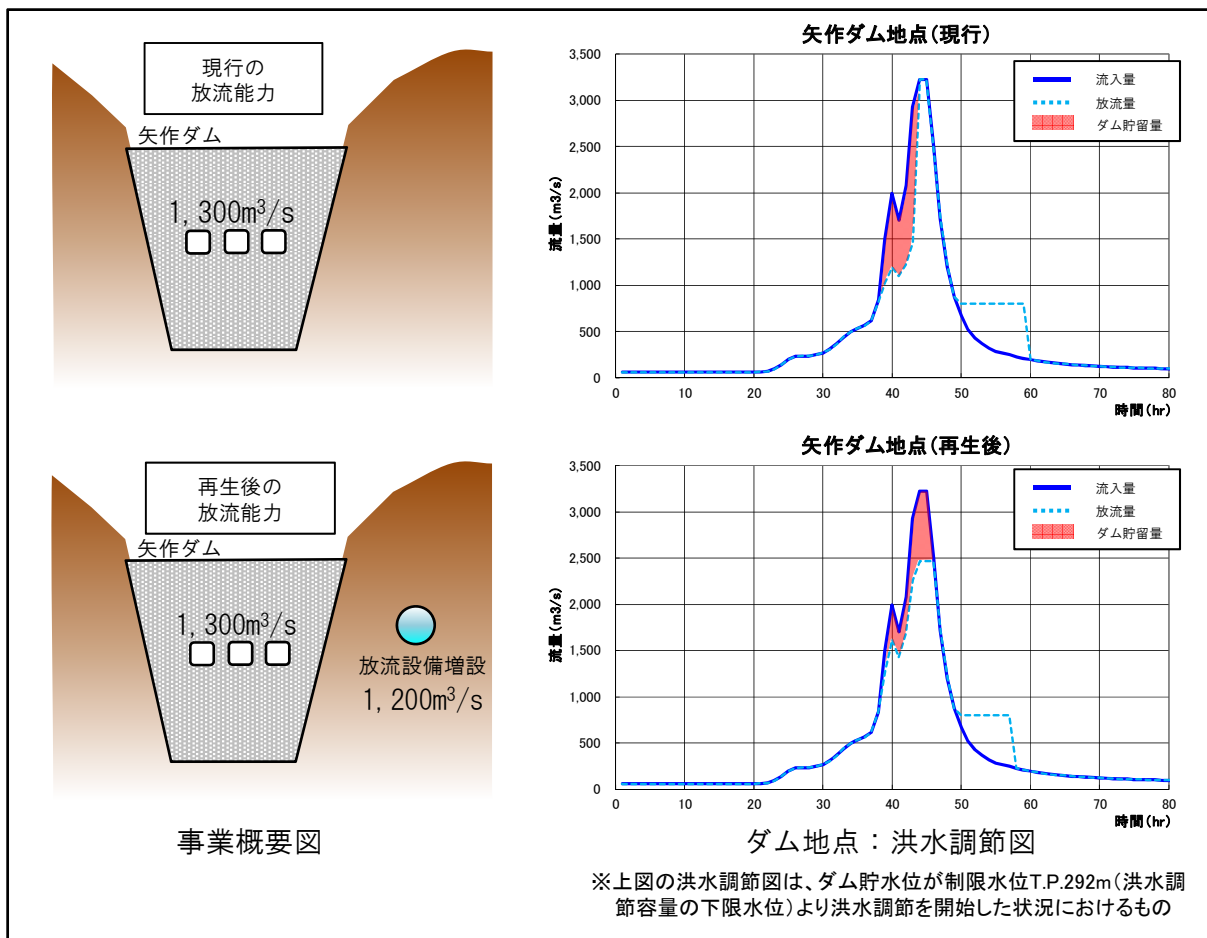 現行の
放流能力
矢作ダム
1,300m³/s
矢作ダム地点(現行)
3,500
3,000
2,500
2,000
1,500
1,000
500
0
流量(m3/s)
流入量
放流量
ダム貯留量
0 10 20 30 40 50 60 70 80
時間(hr)
再生後の
放流能力
矢作ダム
1,300m³/s
放流設備増設
1,200m³/s
事業概要図
矢作ダム地点(再生後)
3,500
3,000
2,500
2,000
1,500
1,000
500
0
流量(m3/s)
流入量
放流量
ダム貯留量
0 10 20 30 40 50 60 70 80
時間(hr)
ダム地点：洪水調節図
※上図の洪水調節図は、ダム貯水位が制限水位T.P.292m(洪水調
節容量の下限水位)より洪水調節を開始した状況におけるもの